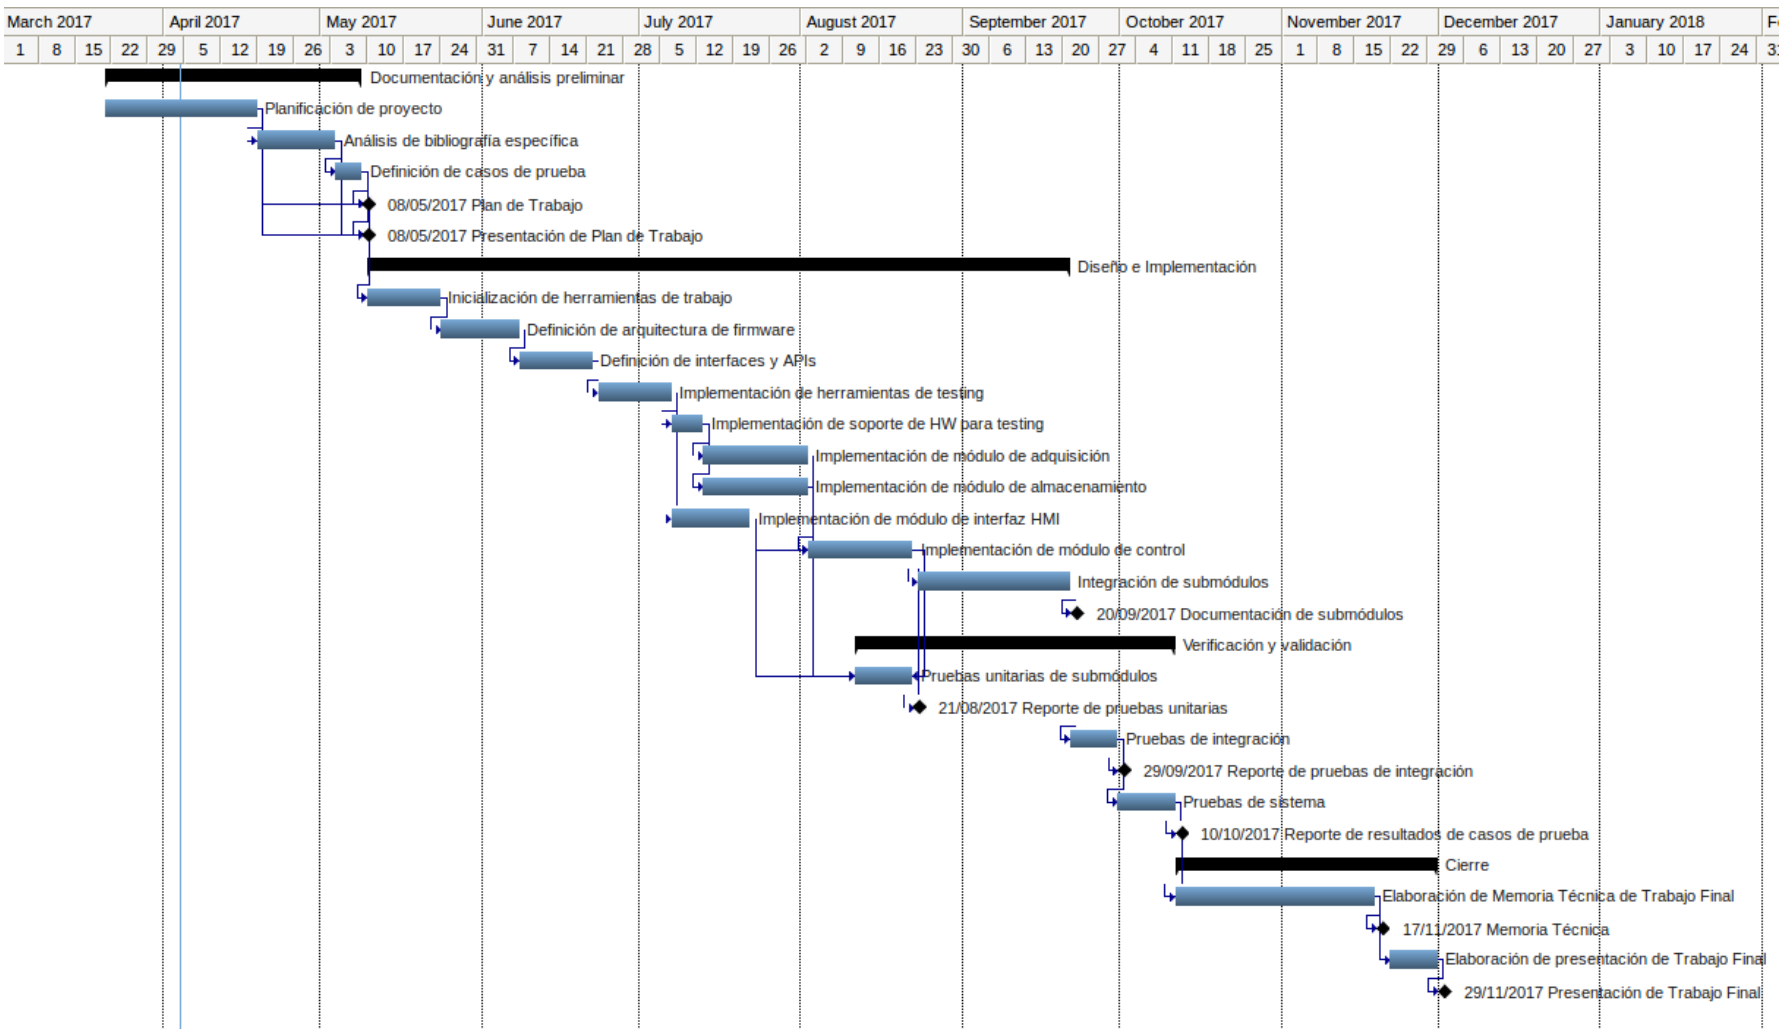 March 2017 April 2017 May 2017 June 2017 July 2017 August 2017 September 2017 October 2017 November 2017 December 2017 January 2018
1 8 15 22 29 5 12 19 26 3 10 17 24 31 7 14 21 28 5 12 19 26 2 9 16 23 30 6 13 20 27 4 11 18 25 1 8 15 22 29 6 13 20 27 3 10 17 24
Documentación y análisis preliminar
Planificación de proyecto
Análisis de bibliografía específica
Definición de casos de prueba
08/05/2017 Plan de Trabajo
08/05/2017 Presentación de Plan de Trabajo
Diseño e Implementación
Inicialización de herramientas de trabajo
Definición de arquitectura de firmware
Definición de interfaces y APIs
Implementación de herramientas de testing
Implementación de soporte de HW para testing
Implementación de módulo de adquisición
Implementación de módulo de almacenamiento
Implementación de módulo de interfaz HMI
Implementación de módulo de control
Integración de submódulos
20/09/2017 Documentación de submódulos
Verificación y validación
Pruebas unitarias de submódulos
21/08/2017 Reporte de pruebas unitarias
Pruebas de integración
29/09/2017 Reporte de pruebas de integración
Pruebas de sistema
10/10/2017 Reporte de resultados de casos de prueba
Cierre
Elaboración de Memoria Técnica de Trabajo Final
17/11/2017 Memoria Técnica
Elaboración de presentación de Trabajo Final
29/11/2017 Presentación de Trabajo Final